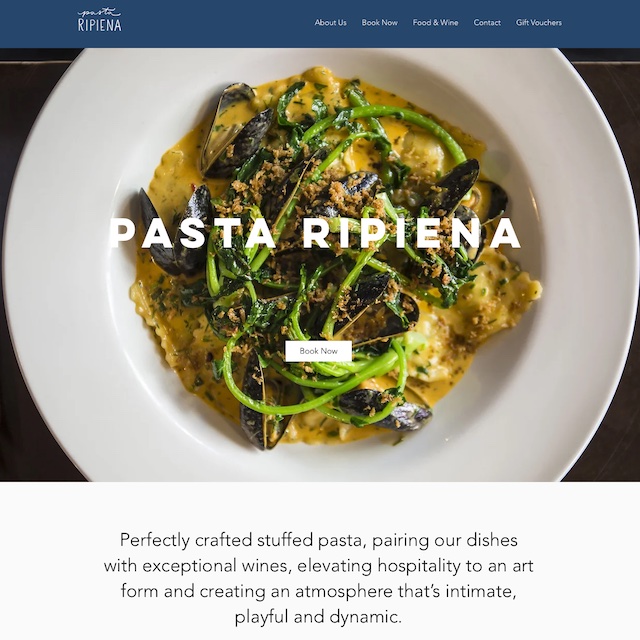 pasta
RIPIENA
About Us Book Now Food & Wine Contact Gift Vouchers
PASTA RIPIENA
Book Now
Perfectly crafted stuffed pasta, pairing our dishes
with exceptional wines, elevating hospitality to an art
form and creating an atmosphere that’s intimate,
playful and dynamic.